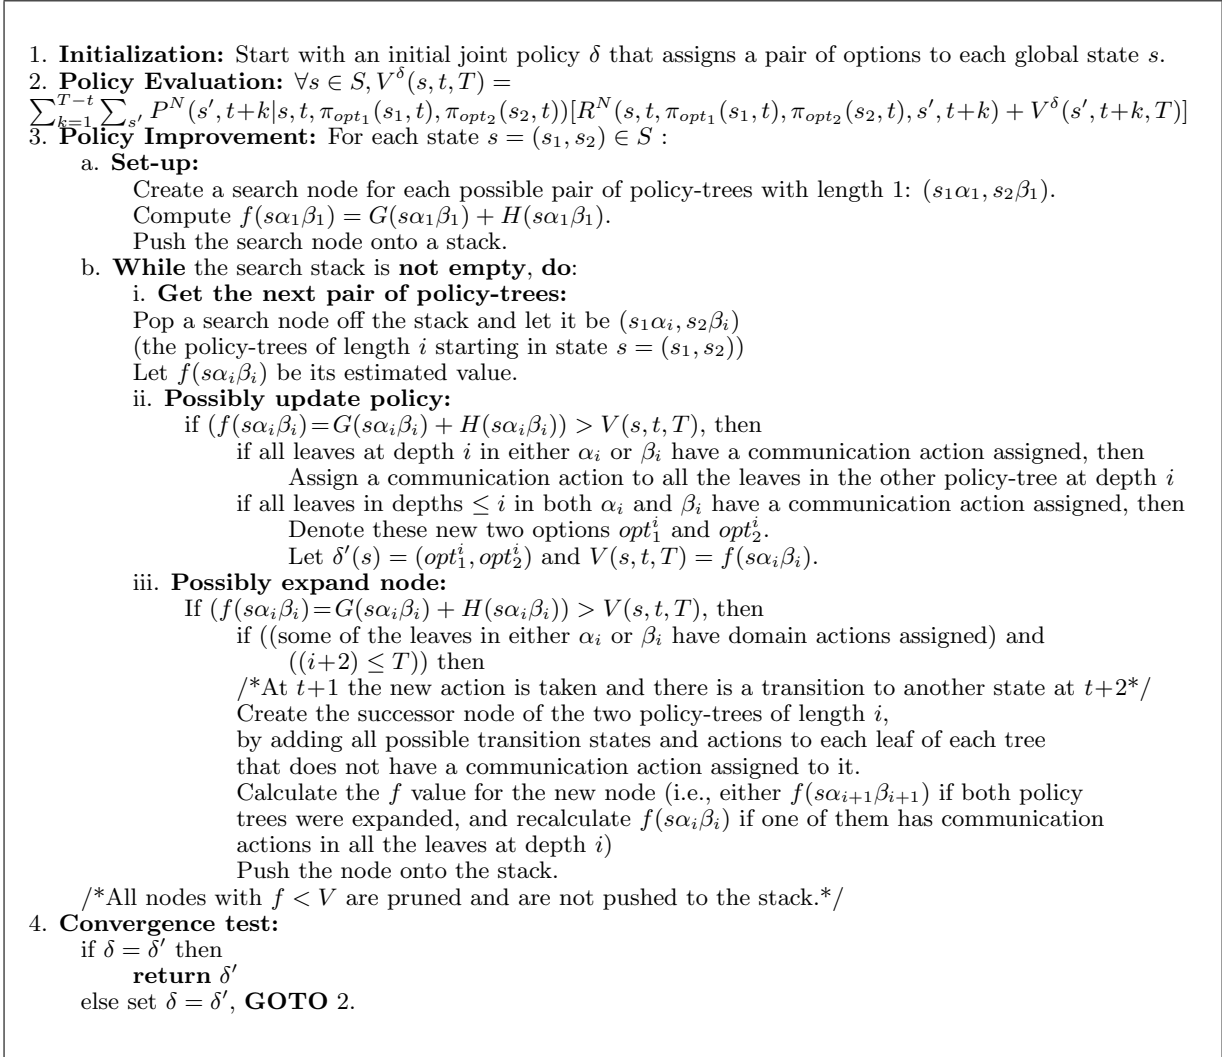 1. Initialization: Start with an initial joint policy δ that assigns a pair of options to each global state s.
2. Policy Evaluation: ∀s ∈ S, V^δ(s, t, T) =
∑_{k=1}^{T−t} ∑_{s′} P^N(s′, t+k|s, t, π_{opt_1}(s_1, t), π_{opt_2}(s_2, t))[R^N(s, t, π_{opt_1}(s_1, t), π_{opt_2}(s_2, t), s′, t+k) + V^δ(s′, t+k, T)]
3. Policy Improvement: For each state s = (s_1, s_2) ∈ S :
a. Set-up:
Create a search node for each possible pair of policy-trees with length 1: (s_1α_1, s_2β_1).
Compute f(sα_1β_1) = G(sα_1β_1) + H(sα_1β_1).
Push the search node onto a stack.
b. While the search stack is not empty, do:
i. Get the next pair of policy-trees:
Pop a search node off the stack and let it be (s_1α_i, s_2β_i)
(the policy-trees of length i starting in state s = (s_1, s_2))
Let f(sα_iβ_i) be its estimated value.
ii. Possibly update policy:
if (f(sα_iβ_i)=G(sα_iβ_i) + H(sα_iβ_i)) > V(s, t, T), then
if all leaves at depth i in either α_i or β_i have a communication action assigned, then
Assign a communication action to all the leaves in the other policy-tree at depth i
if all leaves in depths ≤ i in both α_i and β_i have a communication action assigned, then
Denote these new two options opt_1^i and opt_2^i.
Let δ′(s) = (opt_1^i, opt_2^i) and V(s, t, T) = f(sα_iβ_i).
iii. Possibly expand node:
If (f(sα_iβ_i)=G(sα_iβ_i) + H(sα_iβ_i)) > V(s, t, T), then
if ((some of the leaves in either α_i or β_i have domain actions assigned) and
((i+2) ≤ T)) then
/*At t+1 the new action is taken and there is a transition to another state at t+2*/
Create the successor node of the two policy-trees of length i,
by adding all possible transition states and actions to each leaf of each tree
that does not have a communication action assigned to it.
Calculate the f value for the new node (i.e., either f(sα_{i+1}β_{i+1}) if both policy
trees were expanded, and recalculate f(sα_iβ_i) if one of them has communication
actions in all the leaves at depth i)
Push the node onto the stack.
/*All nodes with f < V are pruned and are not pushed to the stack.*/
4. Convergence test:
if δ = δ′ then
return δ′
else set δ = δ′, GOTO 2.